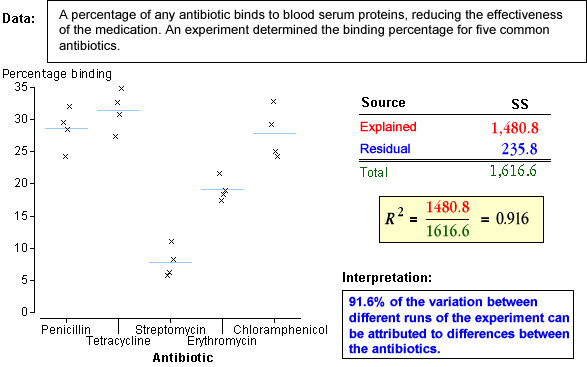 Data:
A percentage of any antibiotic binds to blood serum proteins, reducing the effectiveness
of the medication. An experiment determined the binding percentage for five common
antibiotics.
Percentage binding
35
30
25
20
15
10
5
0
Penicillin
Streptomycin
Chloramphenicol
Tetracycline
Erythromycin
Antibiotic
Source SS
Explained 1,480.8
Residual 235.8
Total 1,616.6
R² = 1480.8 / 1616.6 = 0.916
Interpretation:
91.6% of the variation between
different runs of the experiment can
be attributed to differences between
the antibiotics.